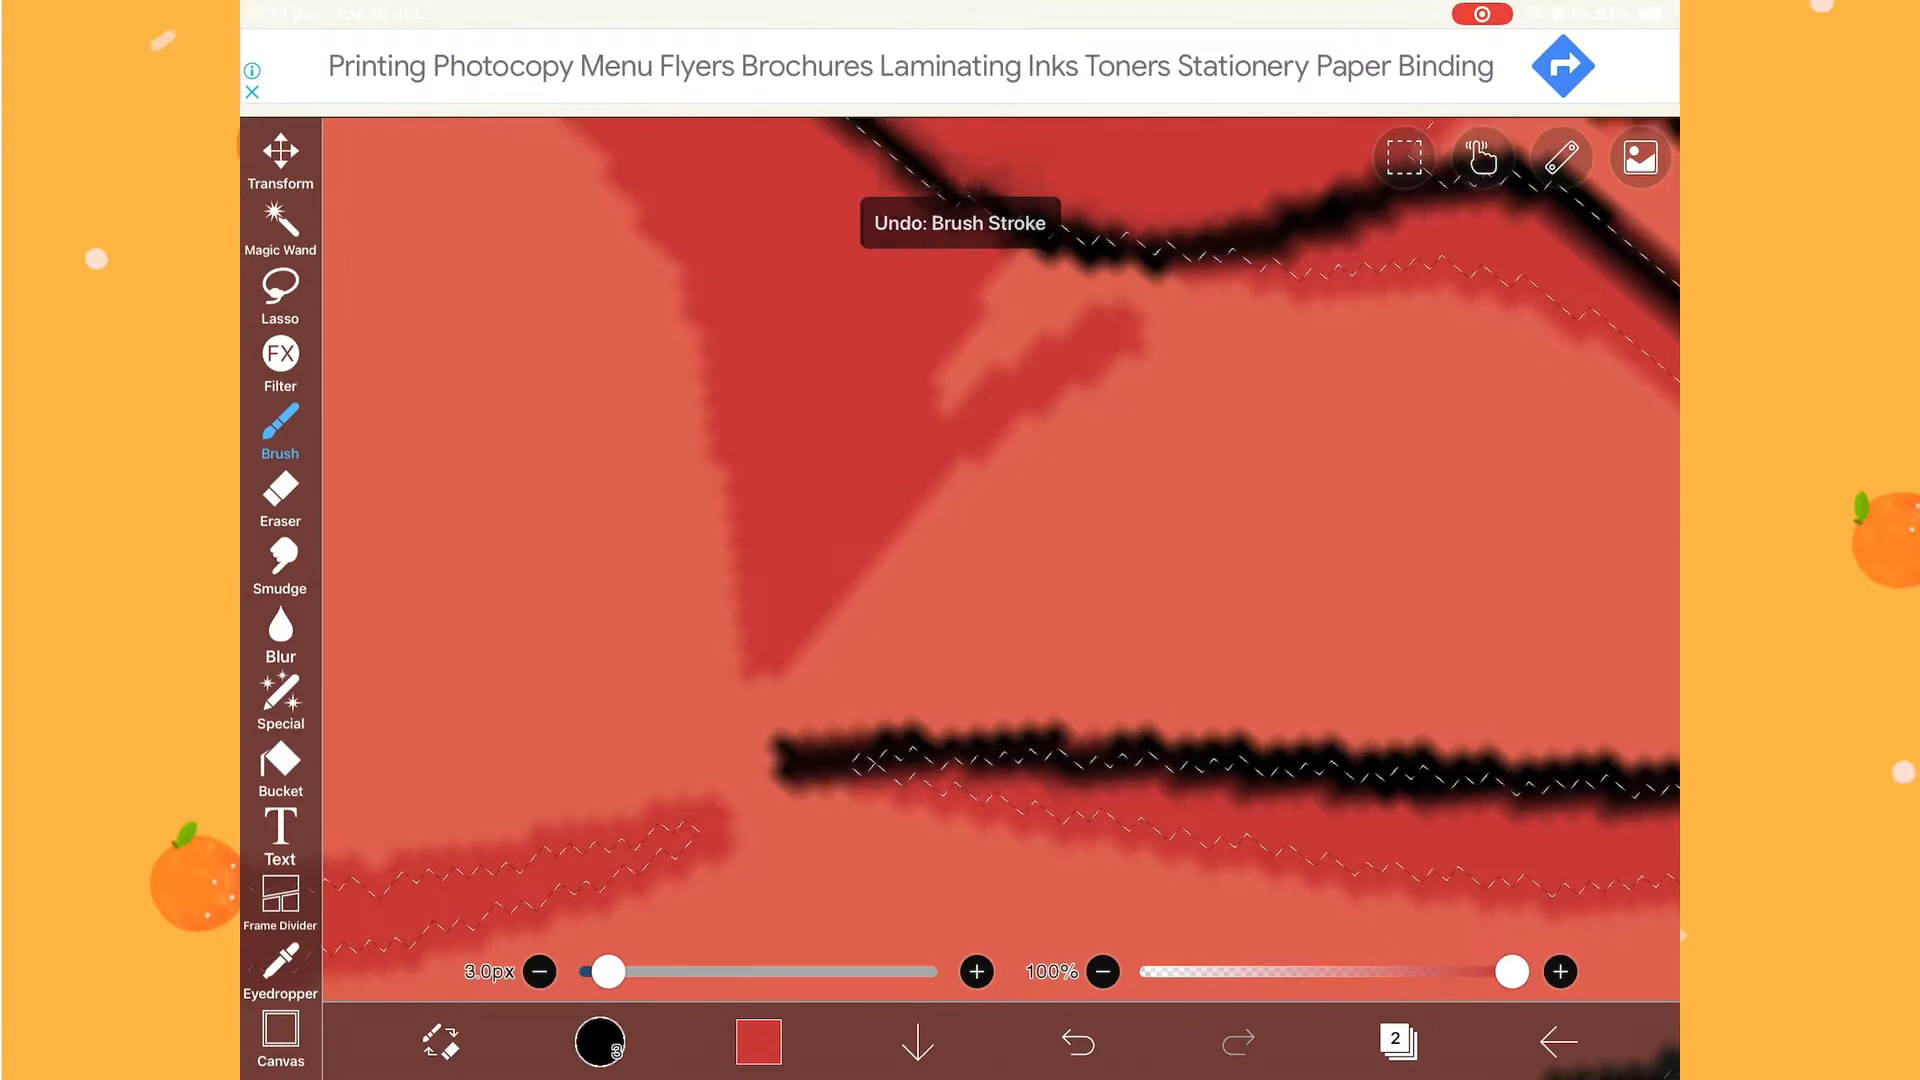 Printing Photocopy Menu Flyers Brochures Laminating Inks Toners Stationery Paper Binding
Transform
Magic Wand
Undo: Brush Stroke
Lasso
FX
Filter
Brush
Eraser
Smudge
Blur
Special
Bucket
T
Text
Frame Divider
Eyedropper
3.0px
100%
Canvas
3
2